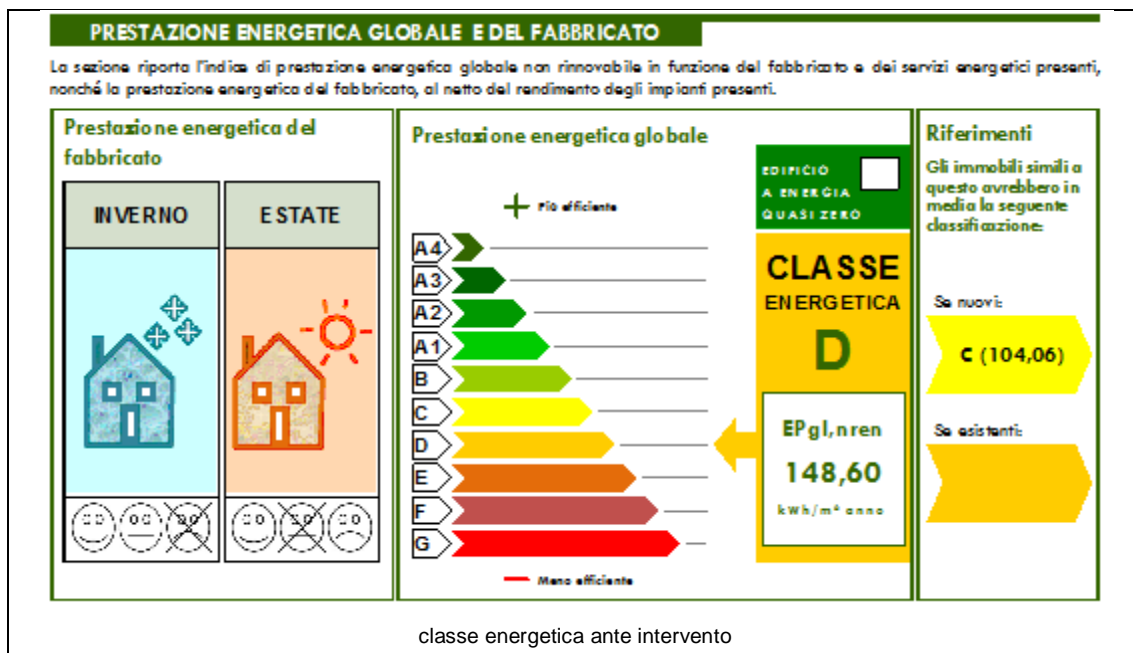 PRESTAZIONE ENERGETICA GLOBALE E DEL FABBRICATO
La sezione riporta l'indice di prestazione energetica globale non rinnovabile in funzione del fabbricato e dei servizi energetici presenti,
nonché la prestazione energetica del fabbricato, al netto del rendimento degli impianti presenti.
Prestazione energetica del
fabbricato
INVERNO
ESTATE
Prestazione energetica globale
Più efficiente
A4
A3
A2
A1
B
C
D
E
F
G
Meno efficiente
EDIFICIO
A ENERGIA
QUASI ZERO
CLASSE
ENERGETICA
D
EPgl,nren
148,60
kWh/m² anno
Riferimenti
Gli immobili simili a
questo avrebbero in
media la seguente
classificazione:
Se nuovi:
C (104,06)
Se esistenti:
classe energetica ante intervento